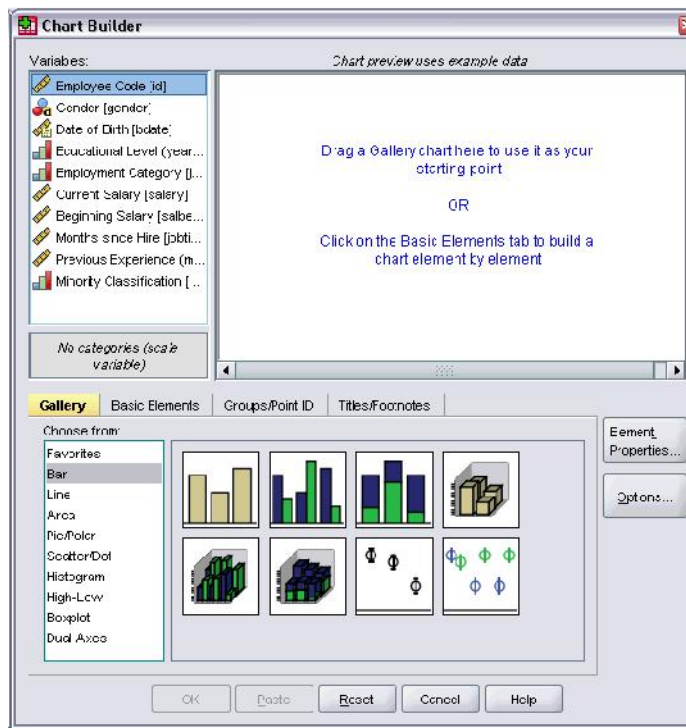 Chart Builder
Variables:
Chart preview uses example data
Employee Code [id]
Gender [gender]
Date of Birth [bdate]
Educational Level (year...
Employment Category [j...
Current Salary [salary]
Beginning Salary [salbe...
Months since Hire [jobti...
Previous Experience (m...
Minority Classification [...
Drag a Gallery chart here to use it as your
starting point
OR
Click on the Basic Elements tab to build a
chart element by element
No categories (scale
variable)
Gallery
Basic Elements
Groups/Point ID
Titles/Footnotes
Choose from:
Favorites
Bar
Line
Area
Pie/Polar
Scatter/Dot
Histogram
High-Low
Boxplot
Dual Axes
Element
Properties...
Options...
OK
Paste
Reset
Cancel
Help